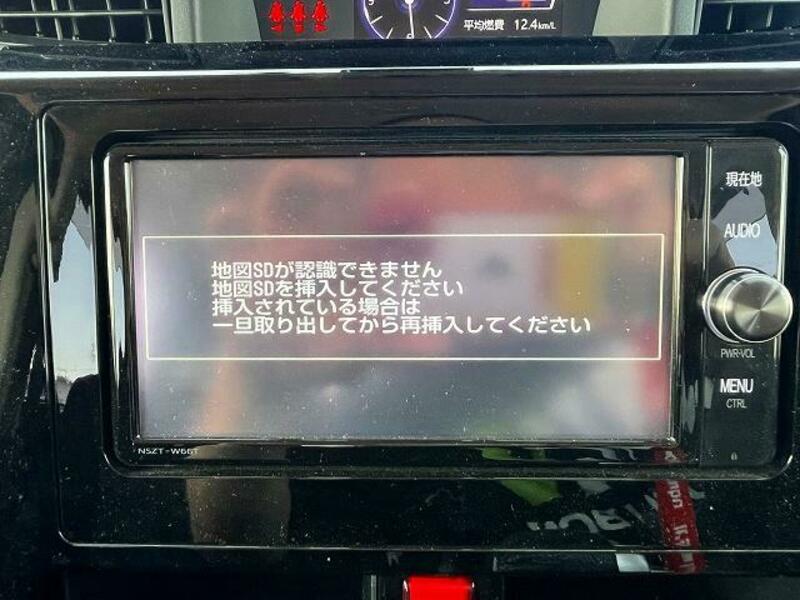 平均燃費 12.4km/L
現在地
AUDIO
地図SDが認識できません
地図SDを挿入してください
挿入されている場合は
一旦取り出してから再挿入してください
PWR•VOL
MENU
CTRL
NSZT-W66T